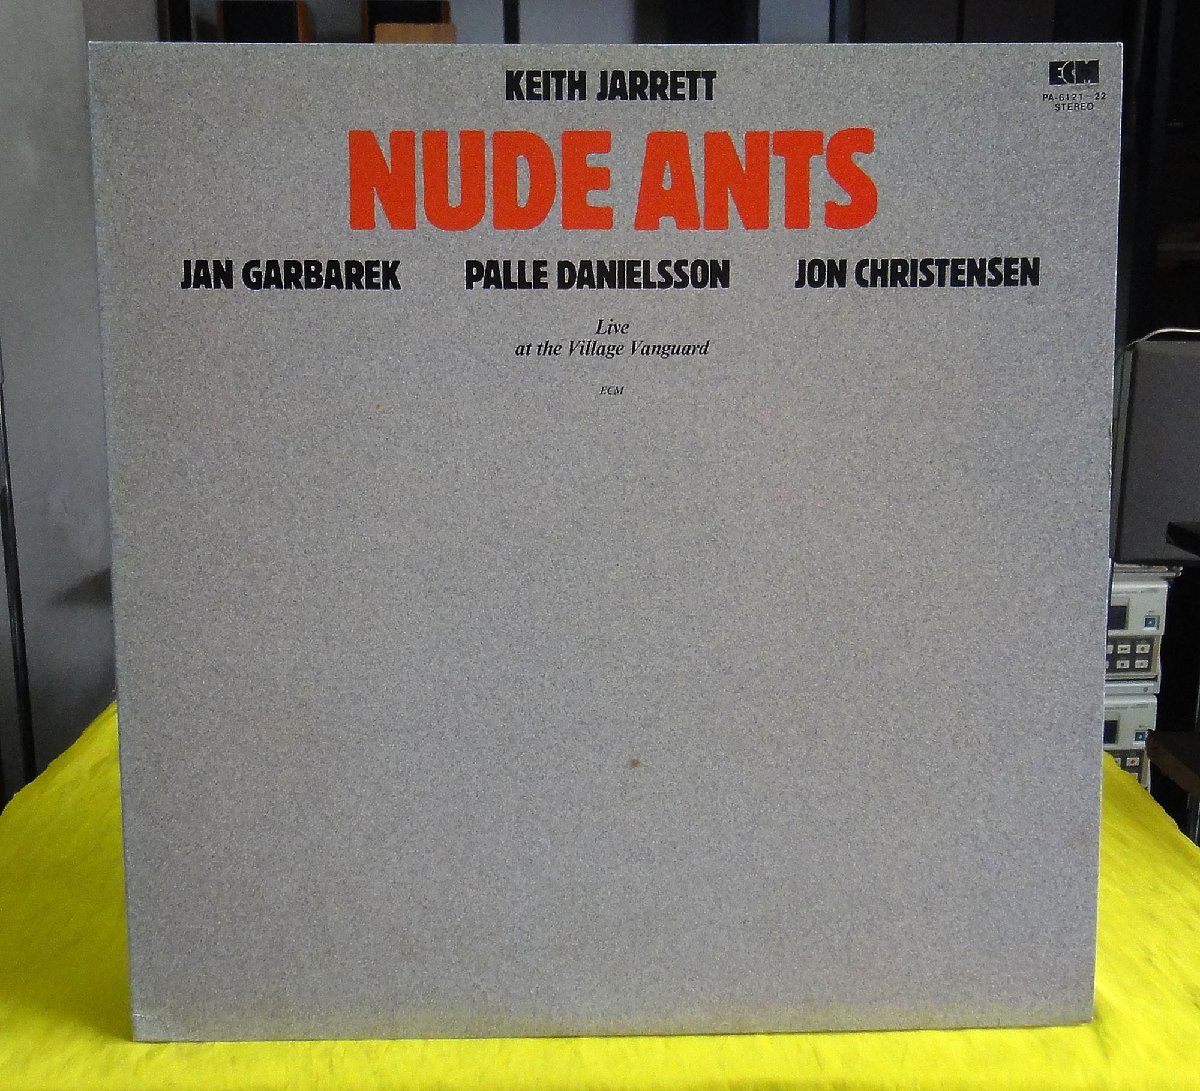 KEITH JARRETT
ECM
PA-6121~22
STEREO
NUDE ANTS
JAN GARBAREK PALLE DANIELSSON JON CHRISTENSEN
Live
at the Village Vanguard
ECM